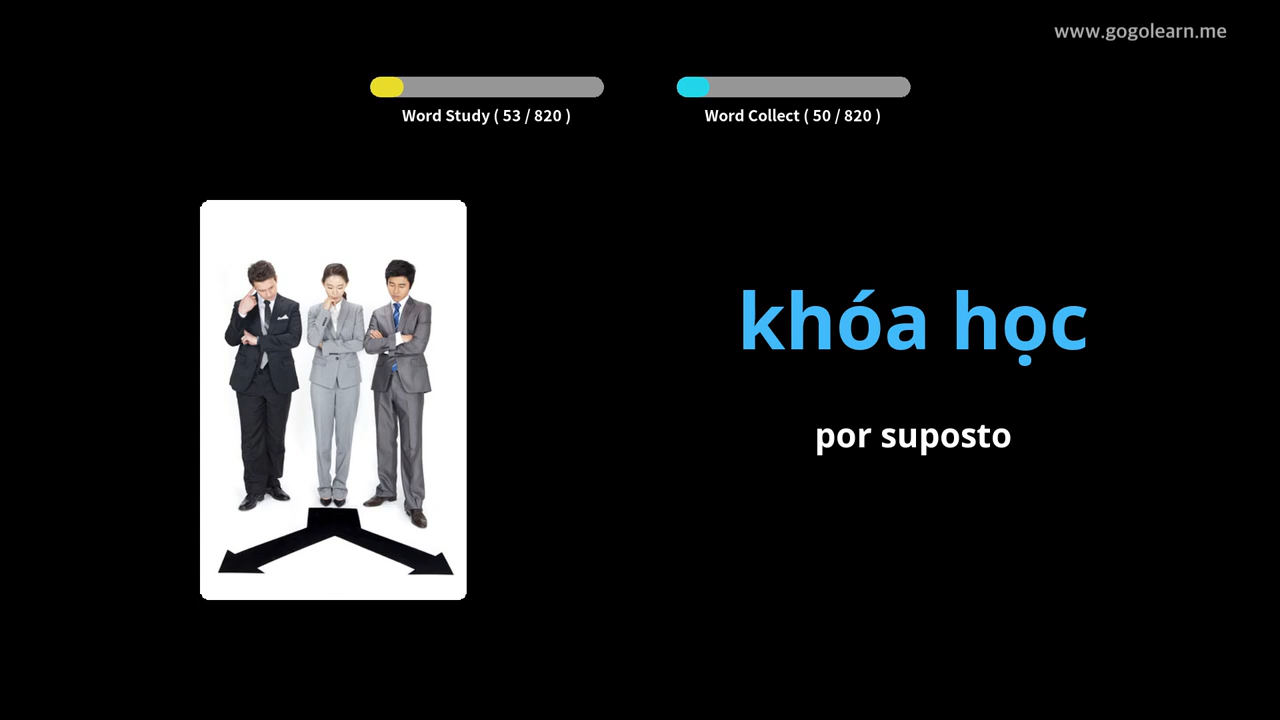 www.gogolearn.me
Word Study ( 53 / 820 )
Word Collect ( 50 / 820 )
khóa học
por suposto